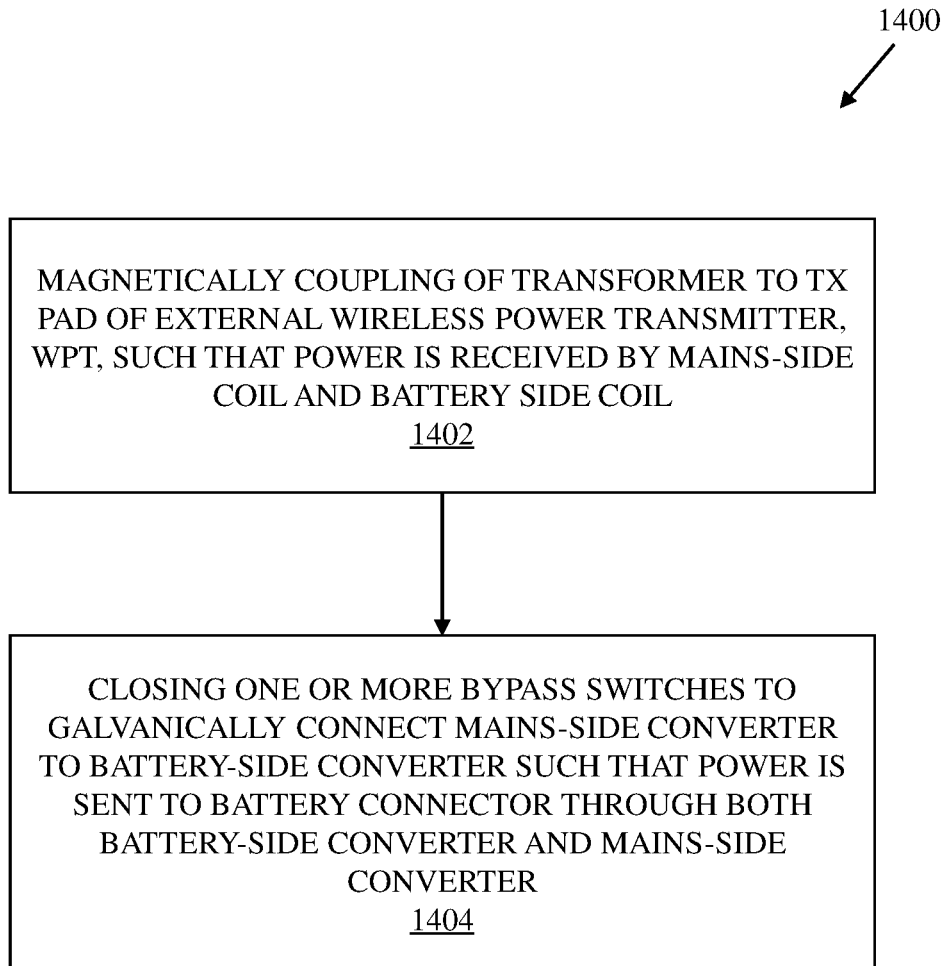 1400
MAGNETICALLY COUPLING OF TRANSFORMER TO TX
PAD OF EXTERNAL WIRELESS POWER TRANSMITTER,
WPT, SUCH THAT POWER IS RECEIVED BY MAINS-SIDE
COIL AND BATTERY SIDE COIL
1402
CLOSING ONE OR MORE BYPASS SWITCHES TO
GALVANICALLY CONNECT MAINS-SIDE CONVERTER
TO BATTERY-SIDE CONVERTER SUCH THAT POWER IS
SENT TO BATTERY CONNECTOR THROUGH BOTH
BATTERY-SIDE CONVERTER AND MAINS-SIDE
CONVERTER
1404